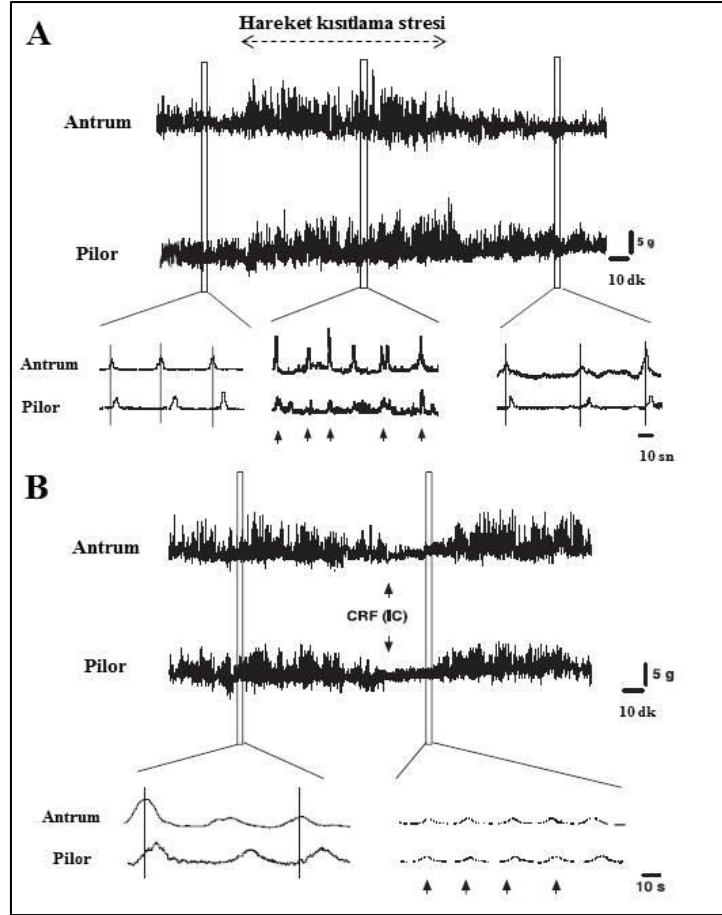 A
Hareket kısıtlama stresi
Antrum
Pilor
5 g
10 dk
Antrum
Pilor
10 sn
B
Antrum
CRF (IC)
Pilor
5 g
10 dk
Antrum
Pilor
10 s